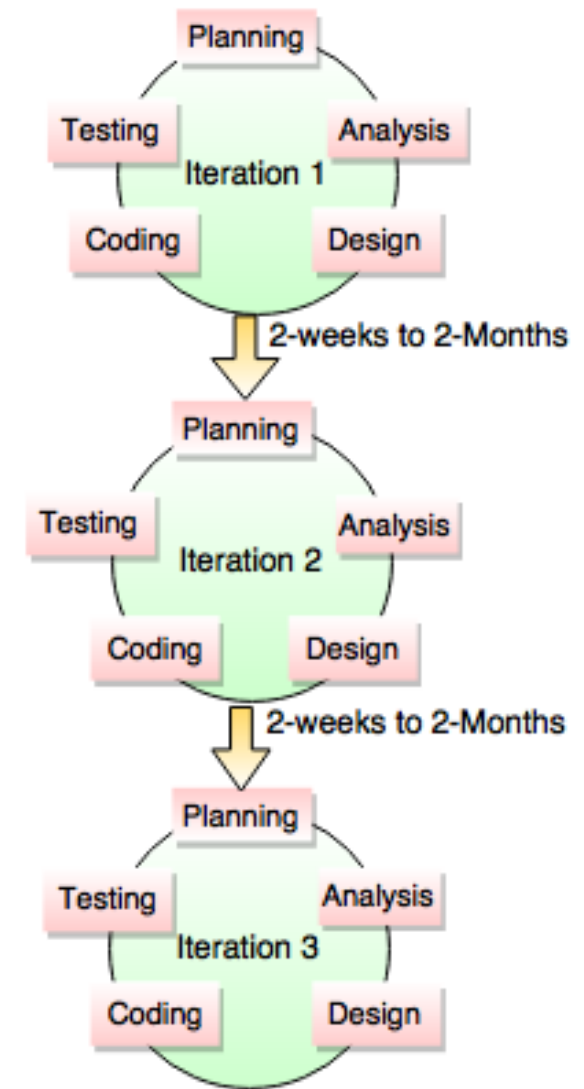 Planning
Testing
Analysis
Iteration 1
Coding
Design
2-weeks to 2-Months
Planning
Testing
Analysis
Iteration 2
Coding
Design
2-weeks to 2-Months
Planning
Testing
Analysis
Iteration 3
Coding
Design